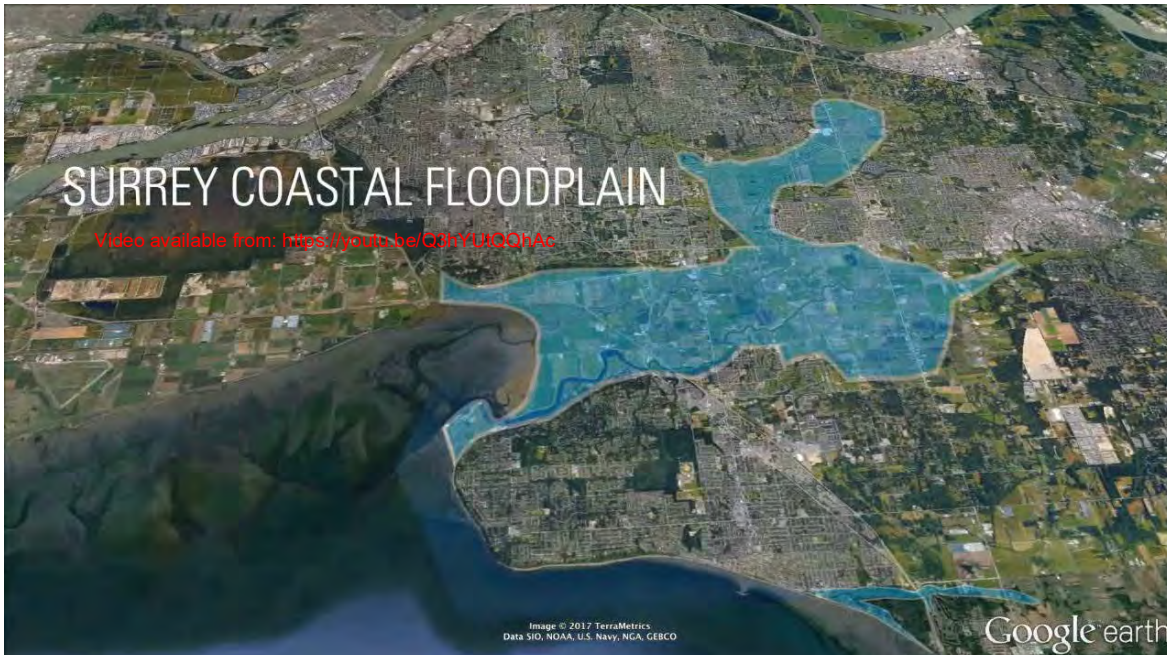 SURREY COASTAL FLOODPLAIN
Video available from: https://youtu.be/Q3hYUIQQhAc
Image © 2017 TerraMetrics
Data SIO, NOAA, U.S. Navy, NGA, GEBCO
Google earth